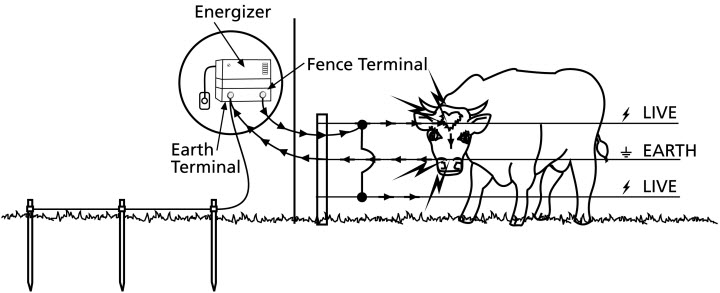 Energizer
Fence Terminal
Earth
Terminal
LIVE
EARTH
LIVE